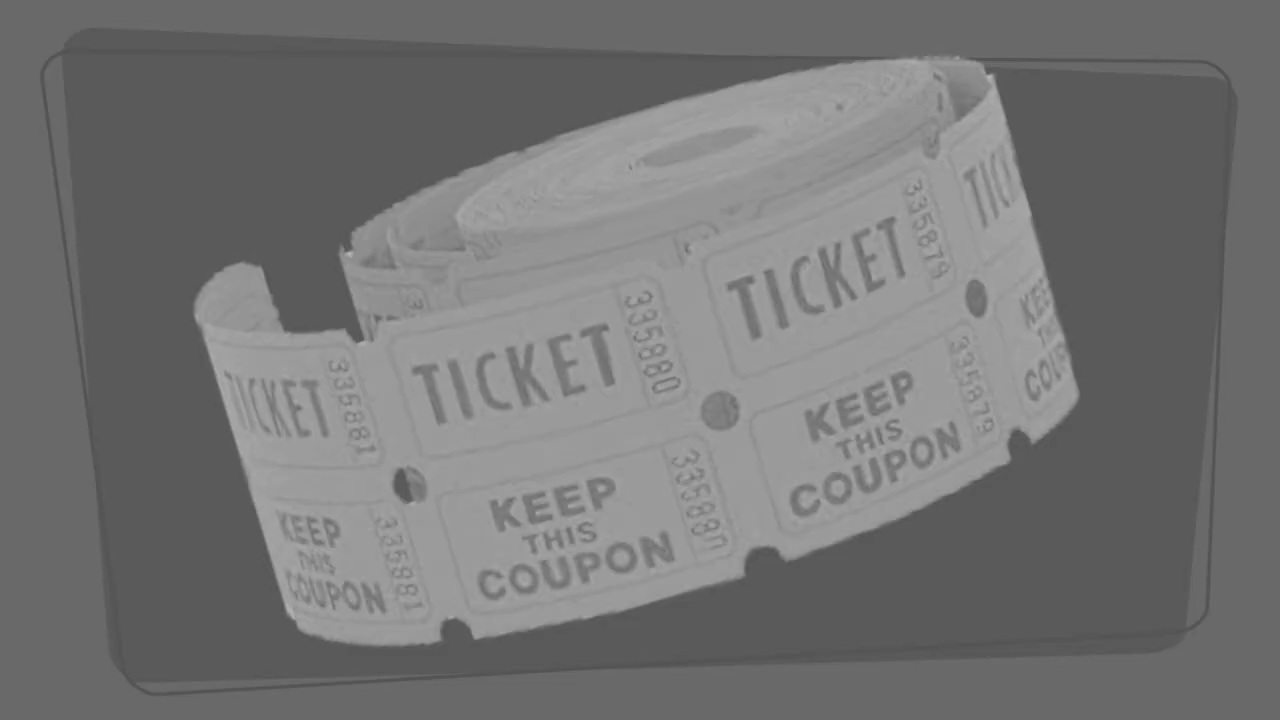 TICKET 335881
TICKET 335880
TICKET 335879
KEEP
THIS
COUPON
335881
KEEP
THIS
COUPON
335880
KEEP
THIS
COUPON
335879